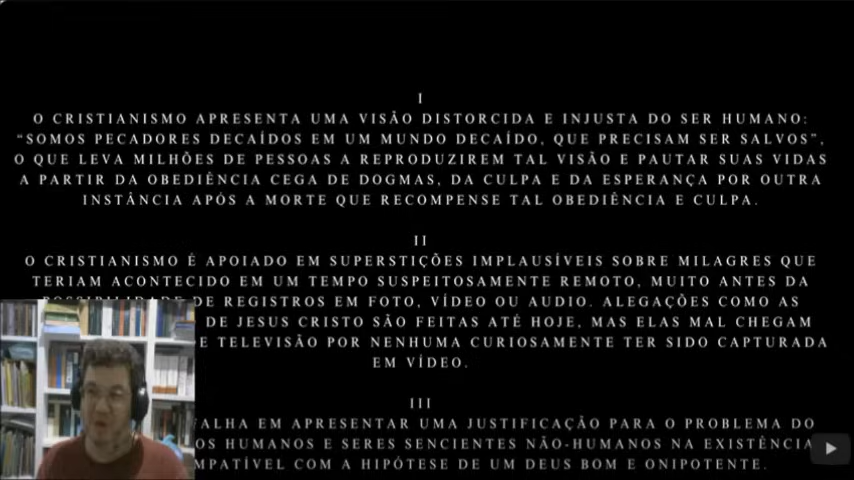 I
O CRISTIANISMO APRESENTA UMA VISÃO DISTORCIDA E INJUSTA DO SER HUMANO:
“SOMOS PECADORES DECAÍDOS EM UM MUNDO DECAÍDO, QUE PRECISAM SER SALVOS”,
O QUE LEVA MILHÕES DE PESSOAS A REPRODUZIREM TAL VISÃO E PAUTAR SUAS VIDAS
A PARTIR DA OBEDIÊNCIA CEGA DE DOGMAS, DA CULPA E DA ESPERANÇA POR OUTRA
INSTÂNCIA APÓS A MORTE QUE RECOMPENSE TAL OBEDIÊNCIA E CULPA.
II
O CRISTIANISMO É APOIADO EM SUPERSTIÇÕES IMPLAUSÍVEIS SOBRE MILAGRES QUE
TERIAM ACONTECIDO EM UM TEMPO SUSPEITOSAMENTE REMOTO, MUITO ANTES DA
DE REGISTROS EM FOTO, VÍDEO OU AUDIO. ALEGAÇÕES COMO AS
DE JESUS CRISTO SÃO FEITAS ATÉ HOJE, MAS ELAS MAL CHEGAM
E TELEVISÃO POR NENHUMA CURIOSAMENTE TER SIDO CAPTURADA
EM VÍDEO.
III
FALHA EM APRESENTAR UMA JUSTIFICAÇÃO PARA O PROBLEMA DO
OS HUMANOS E SERES SENCIENTES NÃO-HUMANOS NA EXISTÊNCIA
MPATÍVEL COM A HIPÓTESE DE UM DEUS BOM E ONIPOTENTE.